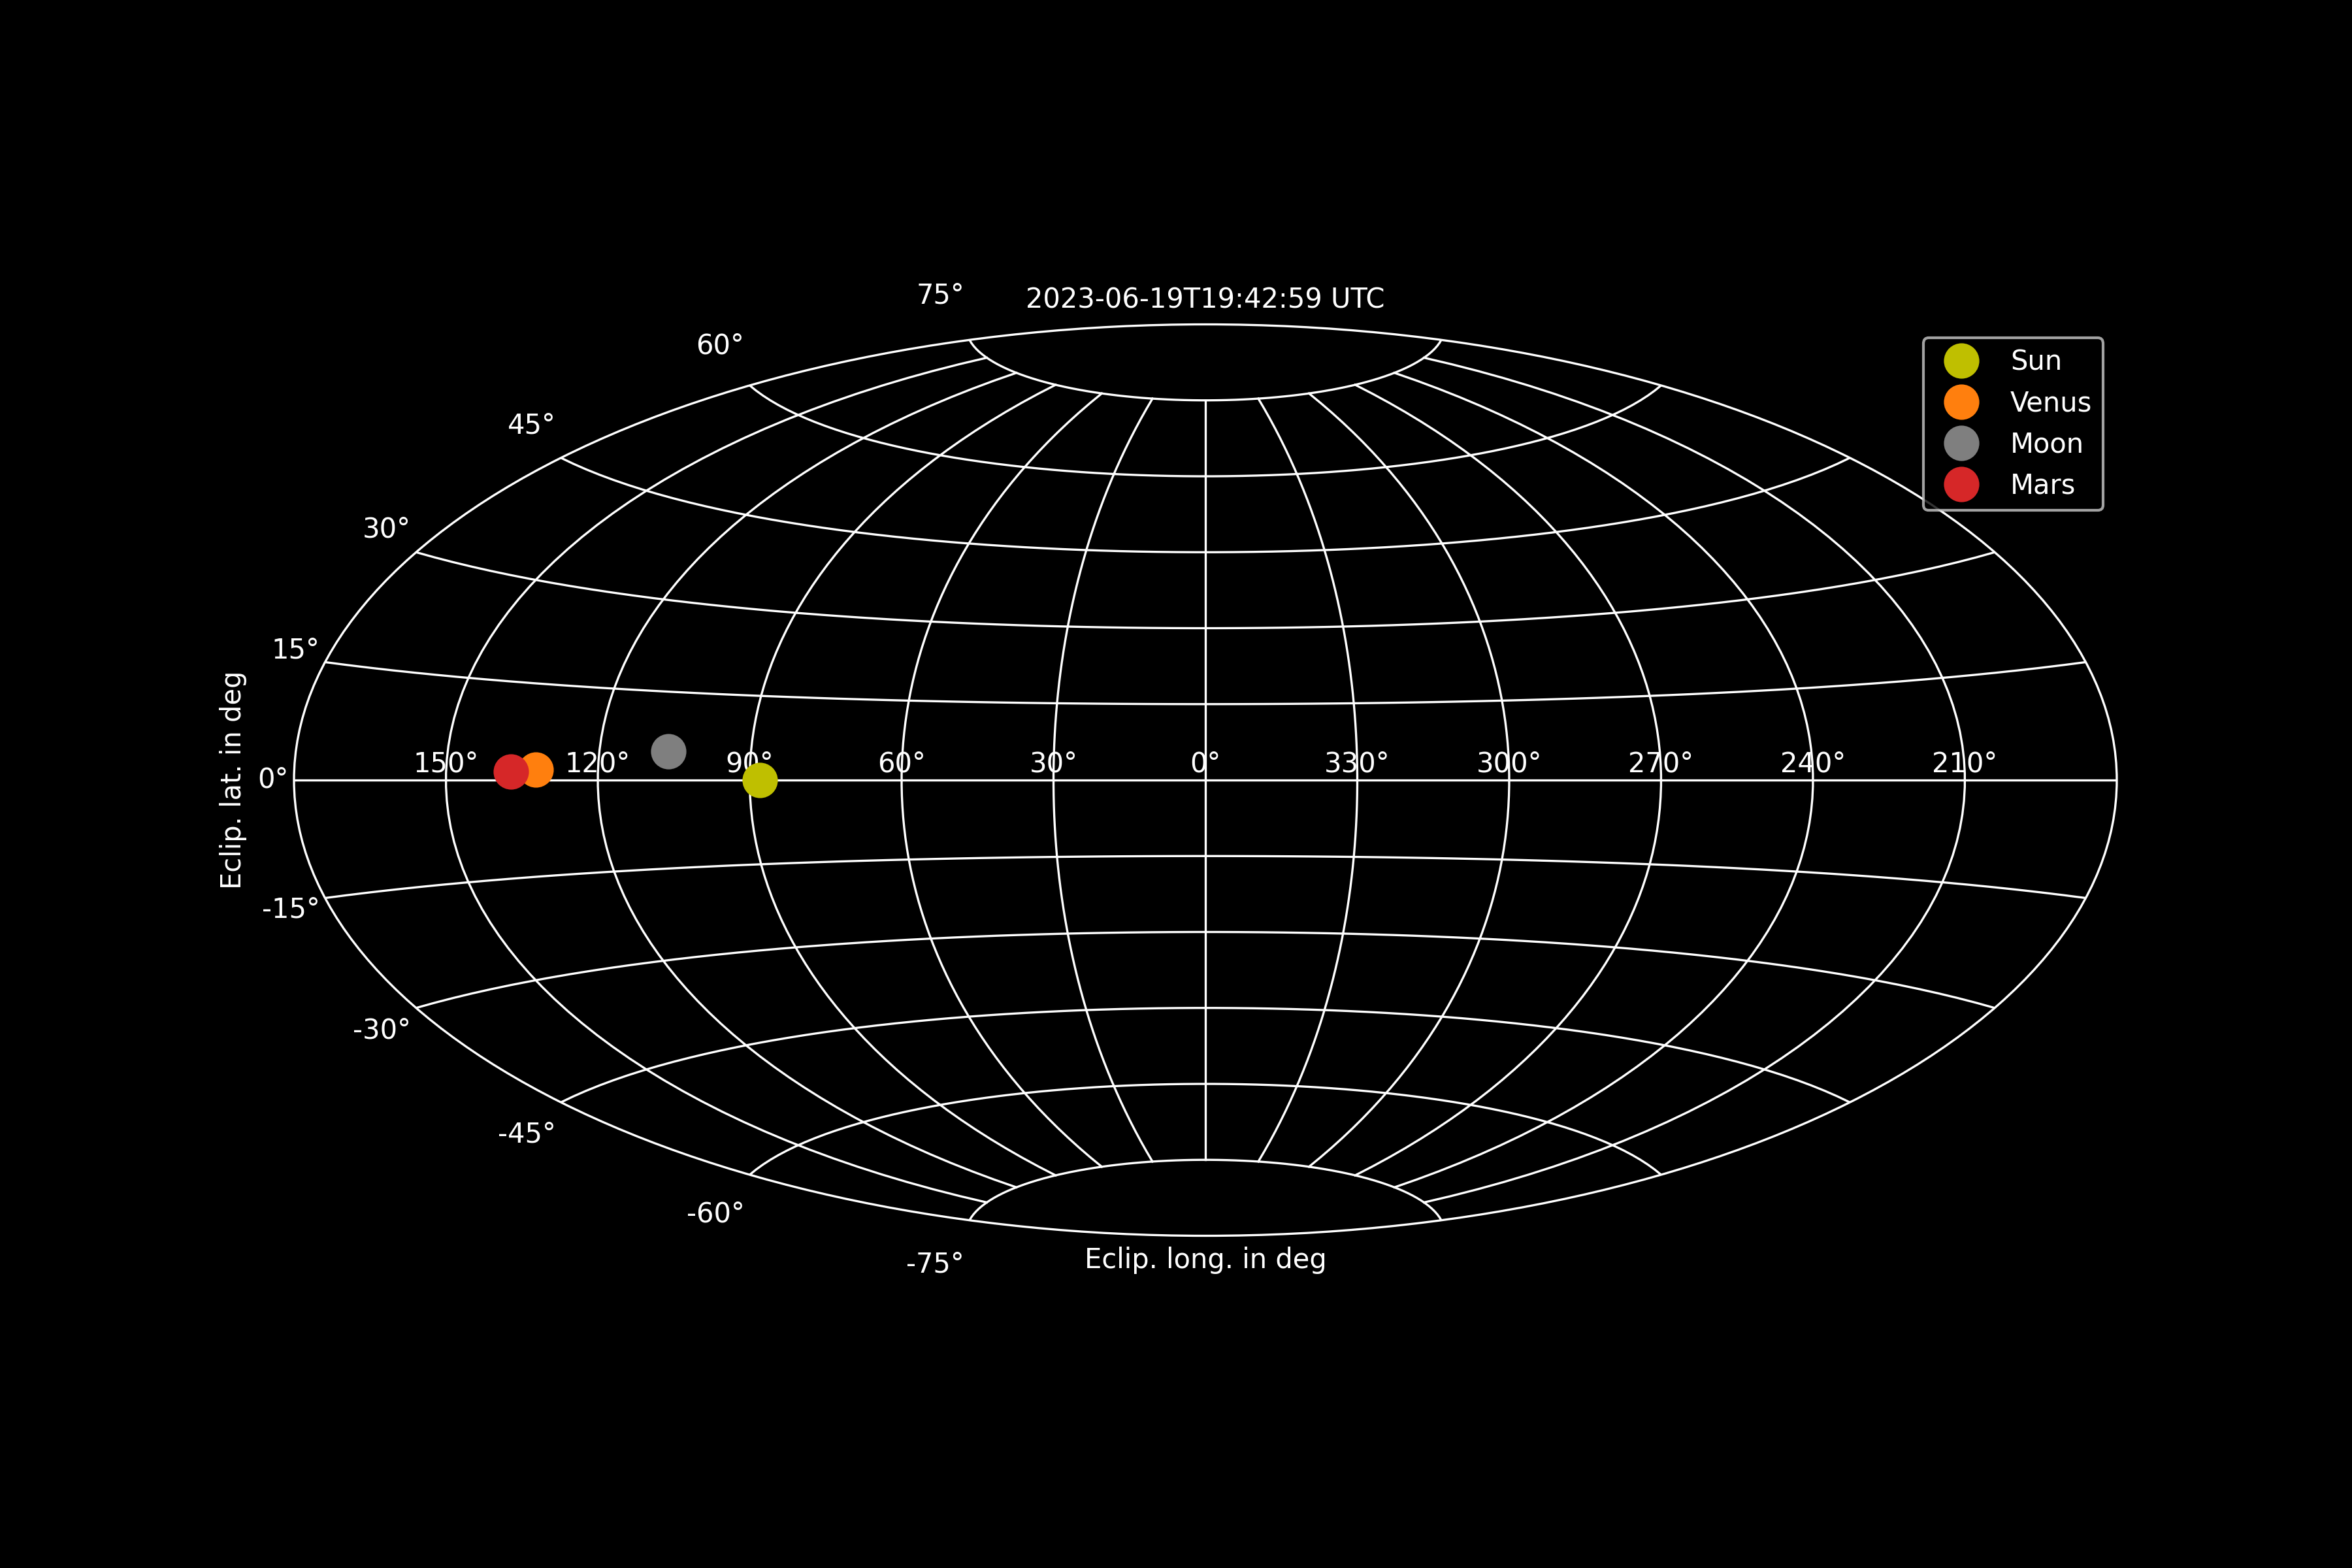 2023-06-19T19:42:59 UTC
75°
60°
45°
30°
15°
0°
-15°
-30°
-45°
-60°
-75°
Eclip. lat. in deg
150° 120° 90° 60° 30° 0° 330° 300° 270° 240° 210°
Eclip. long. in deg
Sun
Venus
Moon
Mars